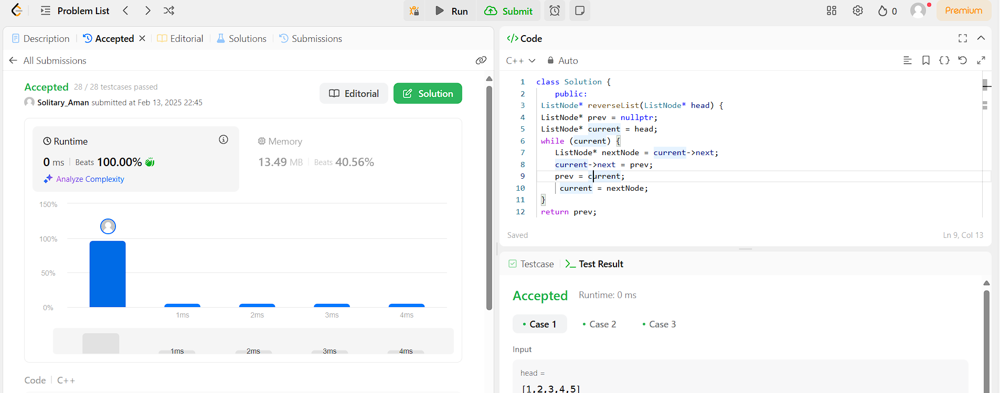 Problem List
Run
Submit
0
Premium
Description
Accepted
Editorial
Solutions
Submissions
All Submissions
Accepted 28 / 28 testcases passed
Solitary_Aman submitted at Feb 13, 2025 22:45
Editorial
Solution
Runtime
0 ms Beats 100.00%
Analyze Complexity
Memory
13.49 MB Beats 40.56%
150%
100%
50%
0%
1ms 2ms 3ms 4ms
1ms 2ms 3ms 4ms
Code C++
</> Code
C++ Auto
1 class Solution {
2 public:
3 ListNode* reverseList(ListNode* head) {
4 ListNode* prev = nullptr;
5 ListNode* current = head;
6 while (current) {
7 ListNode* nextNode = current->next;
8 current->next = prev;
9 prev = current;
10 current = nextNode;
11 }
12 return prev;
Saved
Ln 9, Col 13
Testcase
Test Result
Accepted Runtime: 0 ms
Case 1
Case 2
Case 3
Input
head =
[1,2,3,4,5]